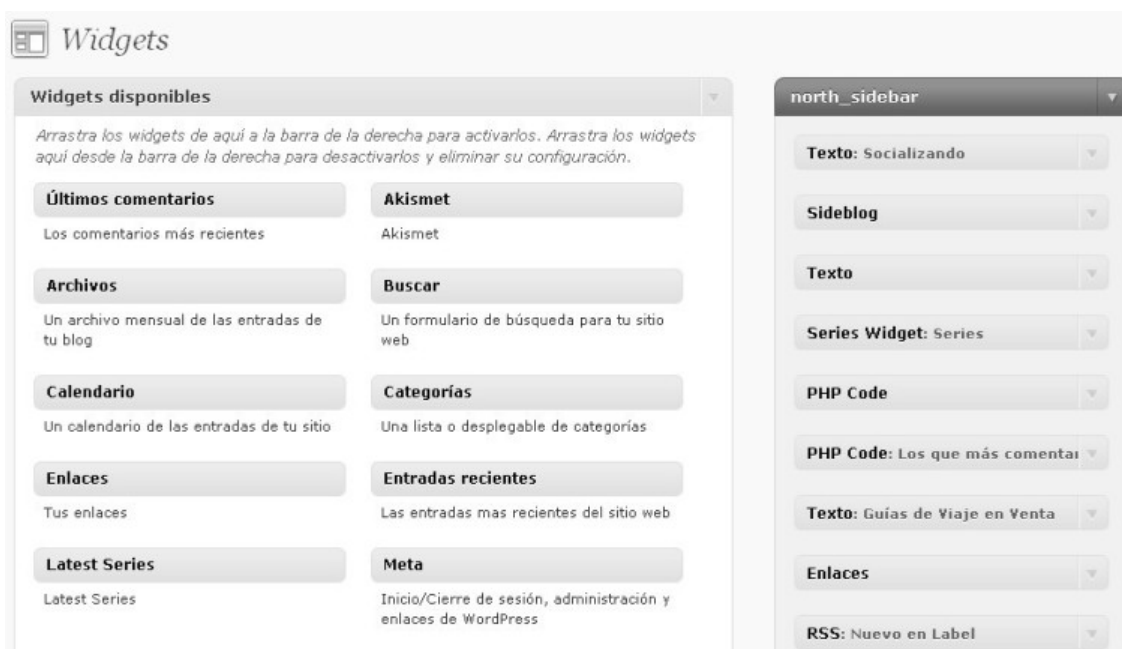 Widgets
Widgets disponibles
Arrastra los widgets de aquí a la barra de la derecha para activarlos. Arrastra los widgets
aquí desde la barra de la derecha para desactivarlos y eliminar su configuración.
Últimos comentarios
Los comentarios más recientes
Akismet
Akismet
Archivos
Un archivo mensual de las entradas de
tu blog
Buscar
Un formulario de búsqueda para tu sitio
web
Calendario
Un calendario de las entradas de tu sitio
Categorías
Una lista o desplegable de categorías
Enlaces
Tus enlaces
Entradas recientes
Las entradas mas recientes del sitio web
Latest Series
Latest Series
Meta
Inicio/Cierre de sesión, administración y
enlaces de WordPress
north_sidebar
Texto: Socializando
Sideblog
Texto
Series Widget: Series
PHP Code
PHP Code: Los que más comentan
Texto: Guías de Viaje en Venta
Enlaces
RSS: Nuevo en Label